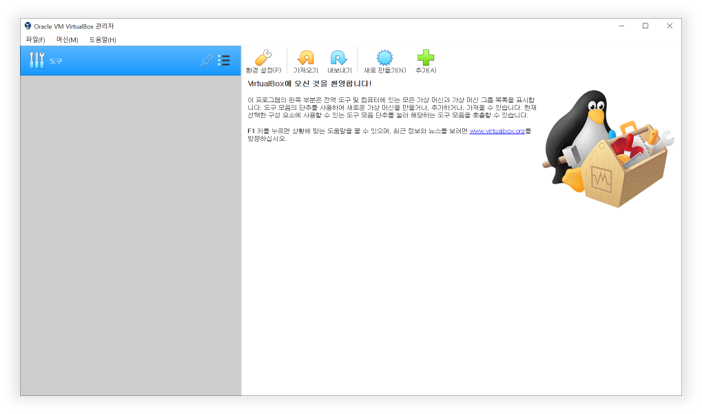 Oracle VM VirtualBox 관리자
파일(F) 머신(M) 도움말(H)
도구
환경 설정(P) 가져오기 내보내기 새로 만들기(N) 추가(A)
VirtualBox에 오신 것을 환영합니다!
이 프로그램의 왼쪽 부분은 전역 도구 및 컴퓨터에 있는 모든 가상 머신과 가상 머신 그룹 목록을 표시합
니다. 도구 모음의 단추를 사용하여 새로운 가상 머신을 만들거나, 추가하거나, 가져올 수 있습니다. 현재
선택한 구성 요소에 사용할 수 있는 도구 모음 단추를 눌러 해당하는 도구 모음을 호출할 수 있습니다.
F1 키를 누르면 상황에 맞는 도움말을 볼 수 있으며, 최근 정보와 뉴스를 보려면 www.virtualbox.org를
방문하십시오.